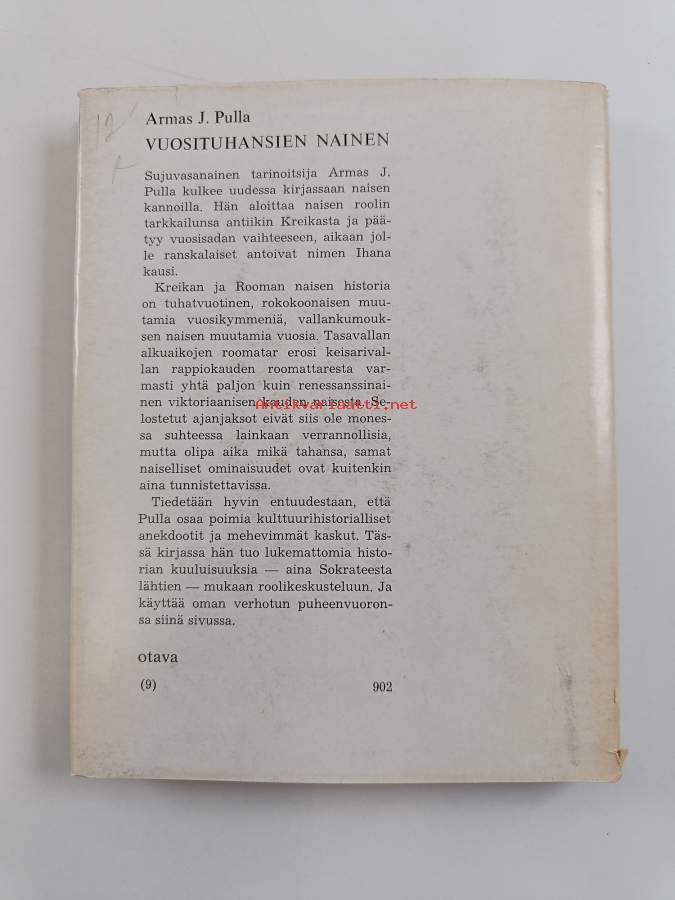 12
Armas J. Pulla
VUOSITUHANSIEN NAINEN
Sujuvasanainen tarinoitsija Armas J.
Pulla kulkee uudessa kirjassaan naisen
kannoilla. Hän aloittaa naisen roolin
tarkkailunsa antiikin Kreikasta ja pää-
tyy vuosisadan vaihteeseen, aikaan jol-
le ranskalaiset antoivat nimen Ihana
kausi.
Kreikan ja Rooman naisen historia
on tuhatvuotinen, rokokoonaisen muu-
tamia vuosikymmeniä, vallankumouk-
sen naisen muutamia vuosia. Tasavallan
alkuaikojen roomatar erosi keisarival-
lan rappiokauden roomattaresta var-
masti yhtä paljon kuin renessanssinai-
nen viktoriaanisen kauden naisesta. Se-
Antikvariaatti.net
lostetut ajanjaksot eivät siis ole mones-
sa suhteessa lainkaan verrannollisia,
mutta olipa aika mikä tahansa, samat
naiselliset ominaisuudet ovat kuitenkin
aina tunnistettavissa.
Tiedetään hyvin entuudestaan, että
Pulla osaa poimia kulttuurihistorialliset
anekdootit ja mehevimmät kaskut. Täs-
sä kirjassa hän tuo lukemattomia histo-
rian kuuluisuuksia — aina Sokrateesta
lähtien — mukaan roolikeskusteluun. Ja
käyttää oman verhotun puheenvuoron-
sa siinä sivussa.
otava
(9) 902